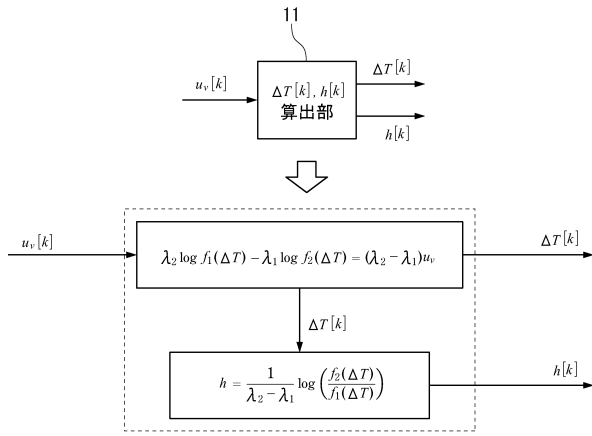 11
u_v[k]
ΔT[k], h[k]
算出部
ΔT[k]
h[k]
u_v[k]
λ₂ log f₁(ΔT) − λ₁ log f₂(ΔT) = (λ₂ − λ₁)u_v
ΔT[k]
ΔT[k]
h = 1/(λ₂ − λ₁) log (f₂(ΔT)/f₁(ΔT))
h[k]